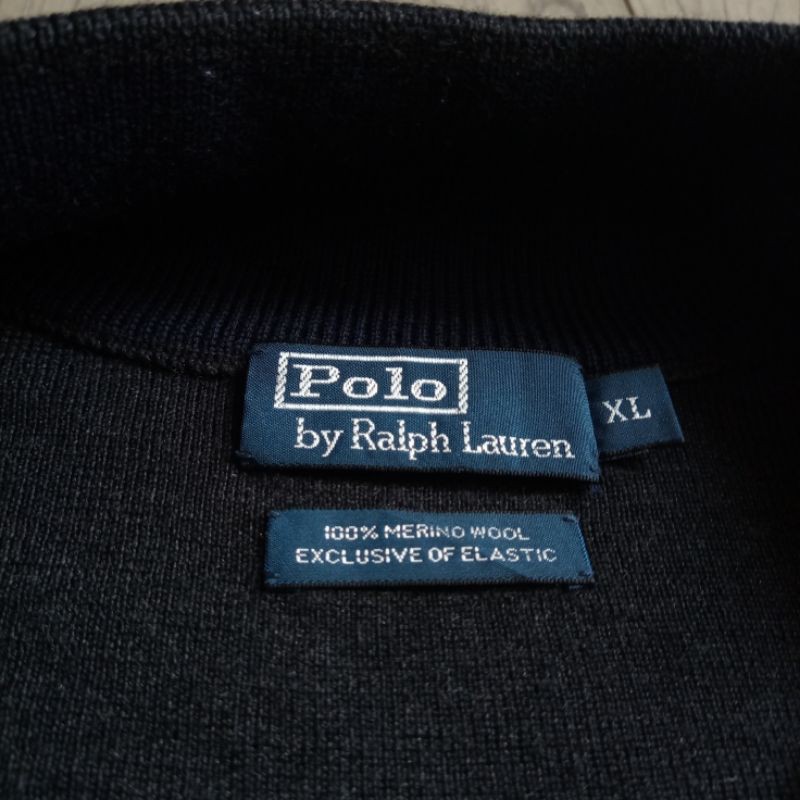 Polo
by Ralph Lauren
XL
100% MERINO WOOL
EXCLUSIVE OF ELASTIC